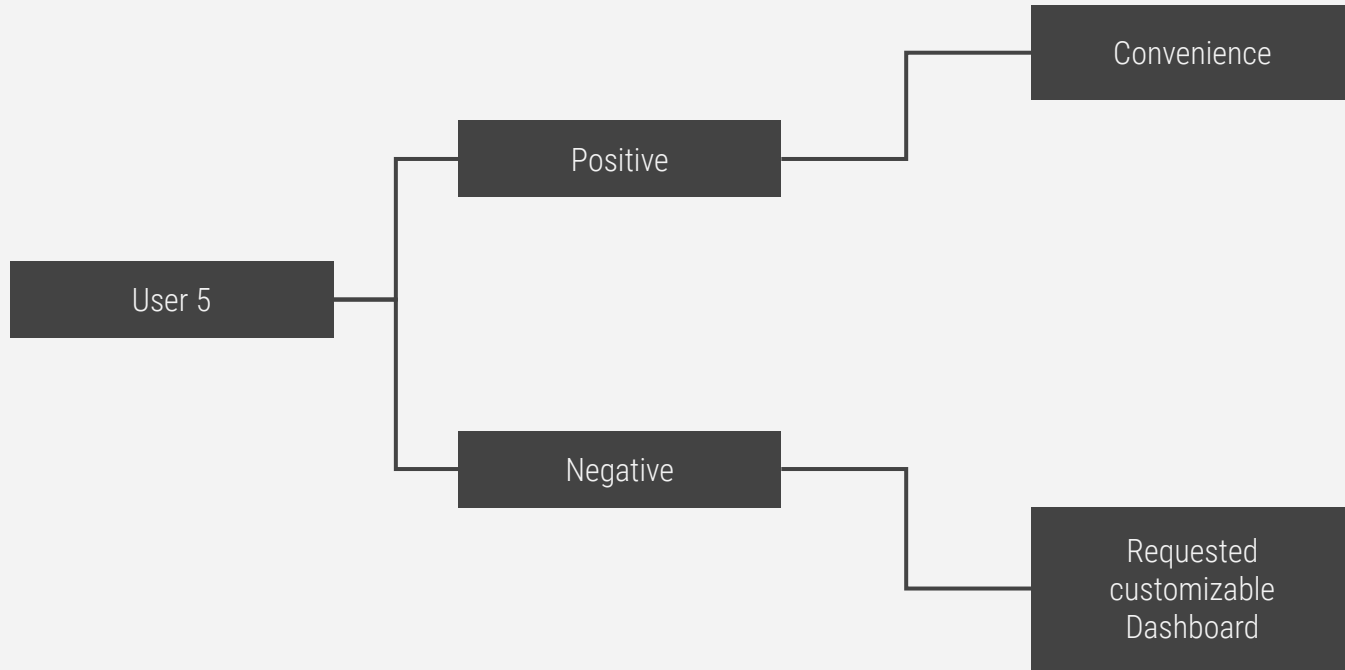 Convenience
Positive
User 5
Negative
Requested
customizable
Dashboard